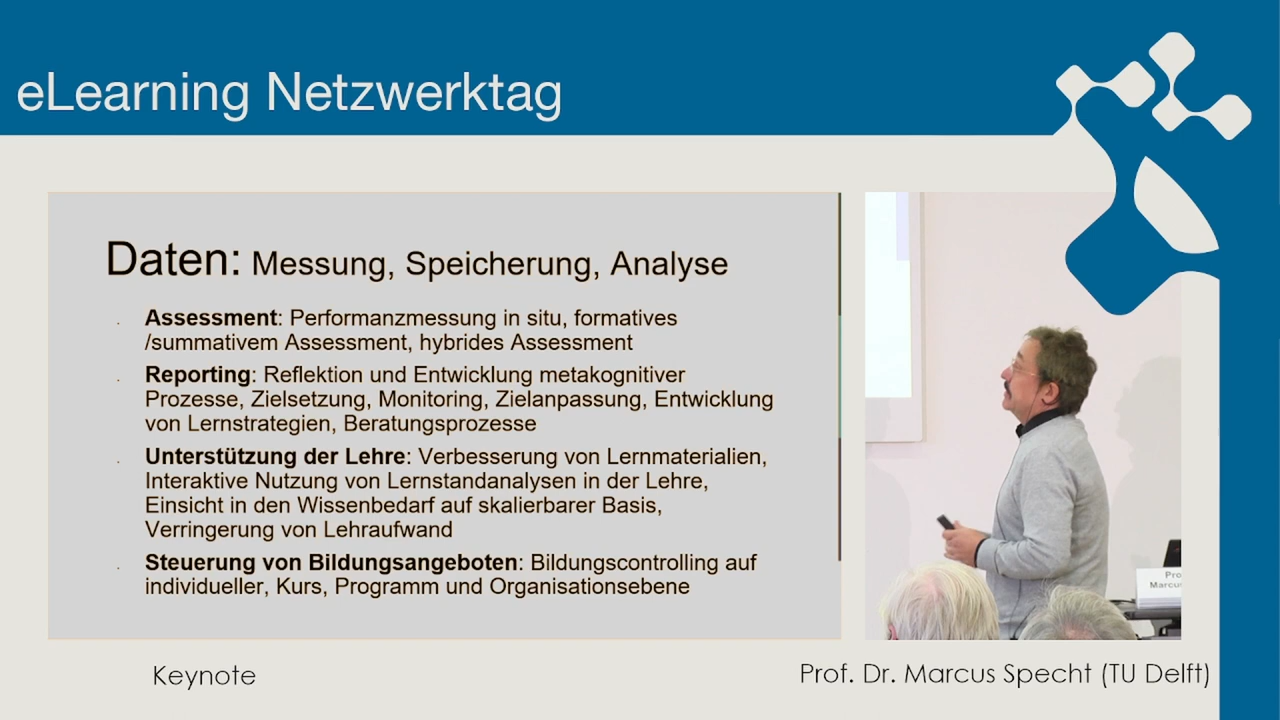 eLearning Netzwerktag
Daten: Messung, Speicherung, Analyse
Assessment: Performanzmessung in situ, formatives
/summativem Assessment, hybrides Assessment
Reporting: Reflektion und Entwicklung metakognitiver
Prozesse, Zielsetzung, Monitoring, Zielanpassung, Entwicklung
von Lernstrategien, Beratungsprozesse
Unterstützung der Lehre: Verbesserung von Lernmaterialien,
Interaktive Nutzung von Lernstandanalysen in der Lehre,
Einsicht in den Wissenbedarf auf skalierbarer Basis,
Verringerung von Lehraufwand
Steuerung von Bildungsangeboten: Bildungscontrolling auf
individueller, Kurs, Programm und Organisationsebene
Pro
Marcus
Keynote
Prof. Dr. Marcus Specht (TU Delft)